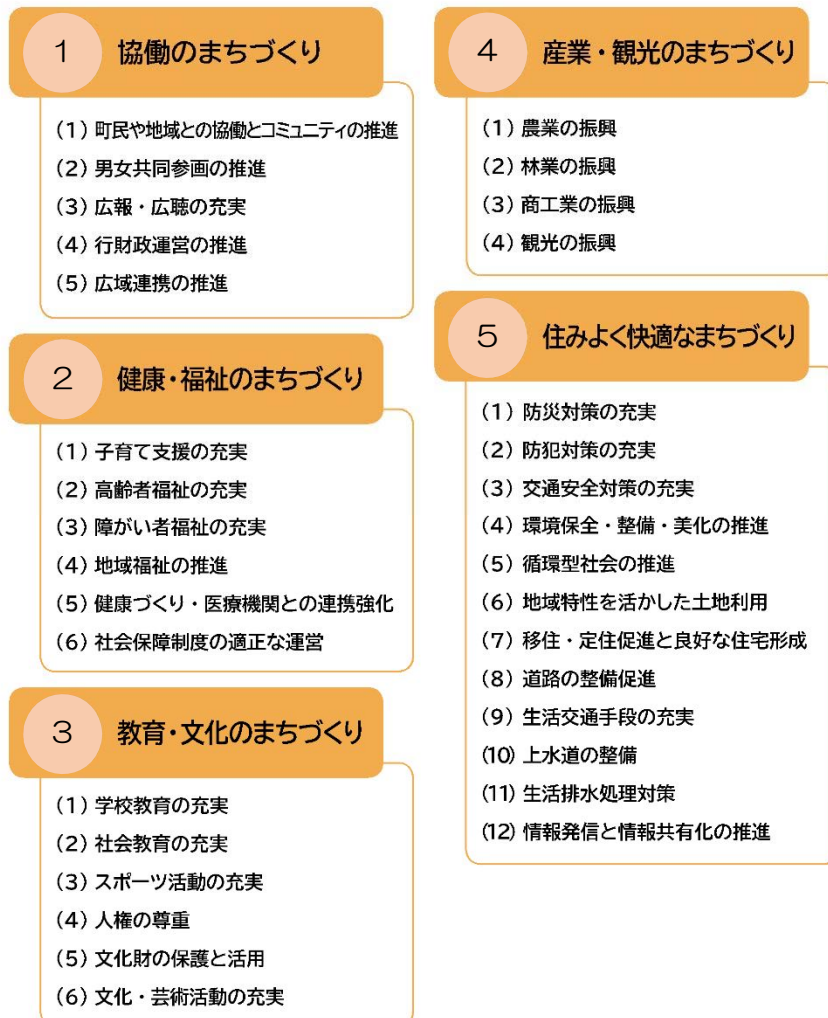 1 協働のまちづくり
(1) 町民や地域との協働とコミュニティの推進
(2) 男女共同参画の推進
(3) 広報・広聴の充実
(4) 行財政運営の推進
(5) 広域連携の推進
2 健康・福祉のまちづくり
(1) 子育て支援の充実
(2) 高齢者福祉の充実
(3) 障がい者福祉の充実
(4) 地域福祉の推進
(5) 健康づくり・医療機関との連携強化
(6) 社会保障制度の適正な運営
3 教育・文化のまちづくり
(1) 学校教育の充実
(2) 社会教育の充実
(3) スポーツ活動の充実
(4) 人権の尊重
(5) 文化財の保護と活用
(6) 文化・芸術活動の充実
4 産業・観光のまちづくり
(1) 農業の振興
(2) 林業の振興
(3) 商工業の振興
(4) 観光の振興
5 住みよく快適なまちづくり
(1) 防災対策の充実
(2) 防犯対策の充実
(3) 交通安全対策の充実
(4) 環境保全・整備・美化の推進
(5) 循環型社会の推進
(6) 地域特性を活かした土地利用
(7) 移住・定住促進と良好な住宅形成
(8) 道路の整備促進
(9) 生活交通手段の充実
(10) 上水道の整備
(11) 生活排水処理対策
(12) 情報発信と情報共有化の推進